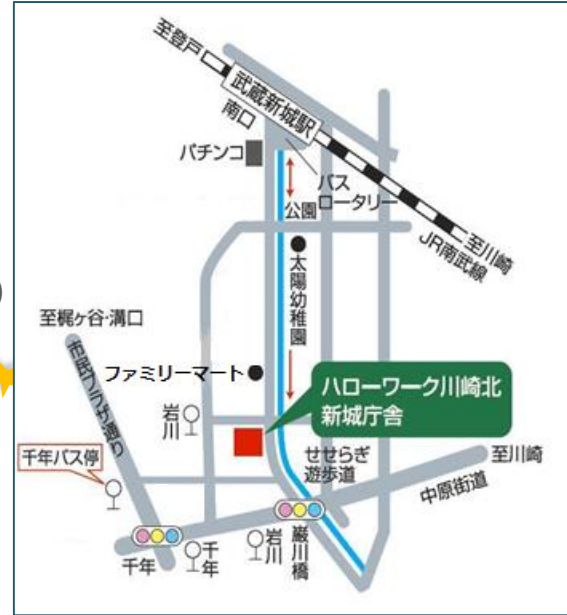 至登戸
武蔵新城駅
南口
パチンコ
バス
ロータリー
公園
至川崎
JR南武線
太陽幼稚園
至梶ヶ谷・溝口
市民プラザ通り
ファミリーマート
ハローワーク川崎北
新城庁舎
岩川
千年バス停
せせらぎ
遊歩道
至川崎
中原街道
千年
千年
岩川
巌川橋